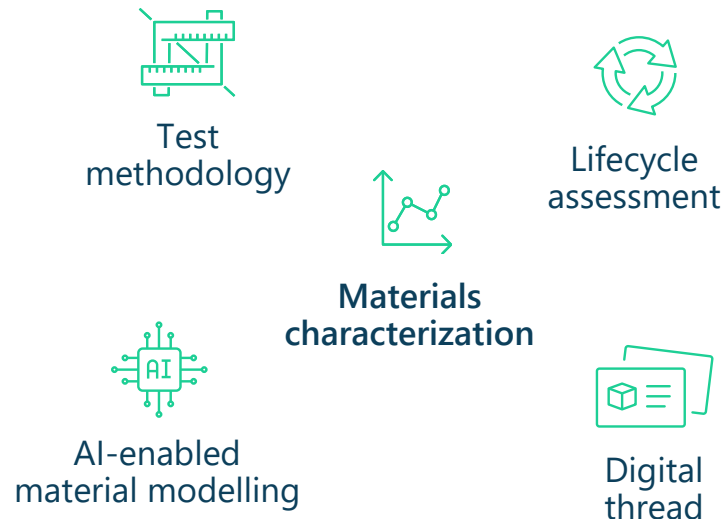 Test
methodology
Lifecycle
assessment
Materials
characterization
AI
AI-enabled
material modelling
Digital
thread